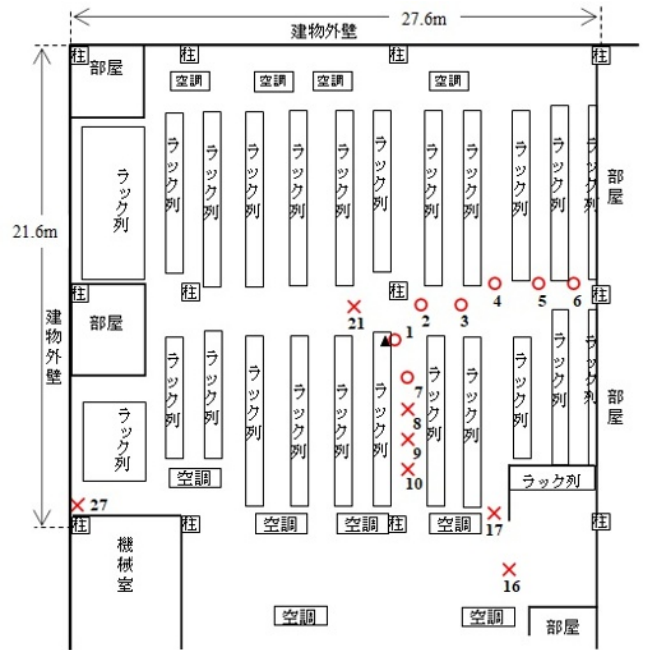 27.6m
建物外壁
柱
柱
柱
柱
部屋
空調
空調
空調
空調
ラック列
ラック列
ラック列
ラック列
ラック列
ラック列
ラック列
ラック列
ラック列
ラック列
ラック列
ラック列
部屋
21.6m
柱
柱
柱
柱
4
5
6
建物外壁
部屋
21
2
3
1
ラック列
ラック列
ラック列
ラック列
ラック列
ラック列
ラック列
ラック列
ラック列
ラック列
ラック列
ラック列
部屋
7
8
9
10
空調
ラック列
27
柱
柱
空調
空調
柱
空調
17
柱
機械室
16
空調
空調
部屋